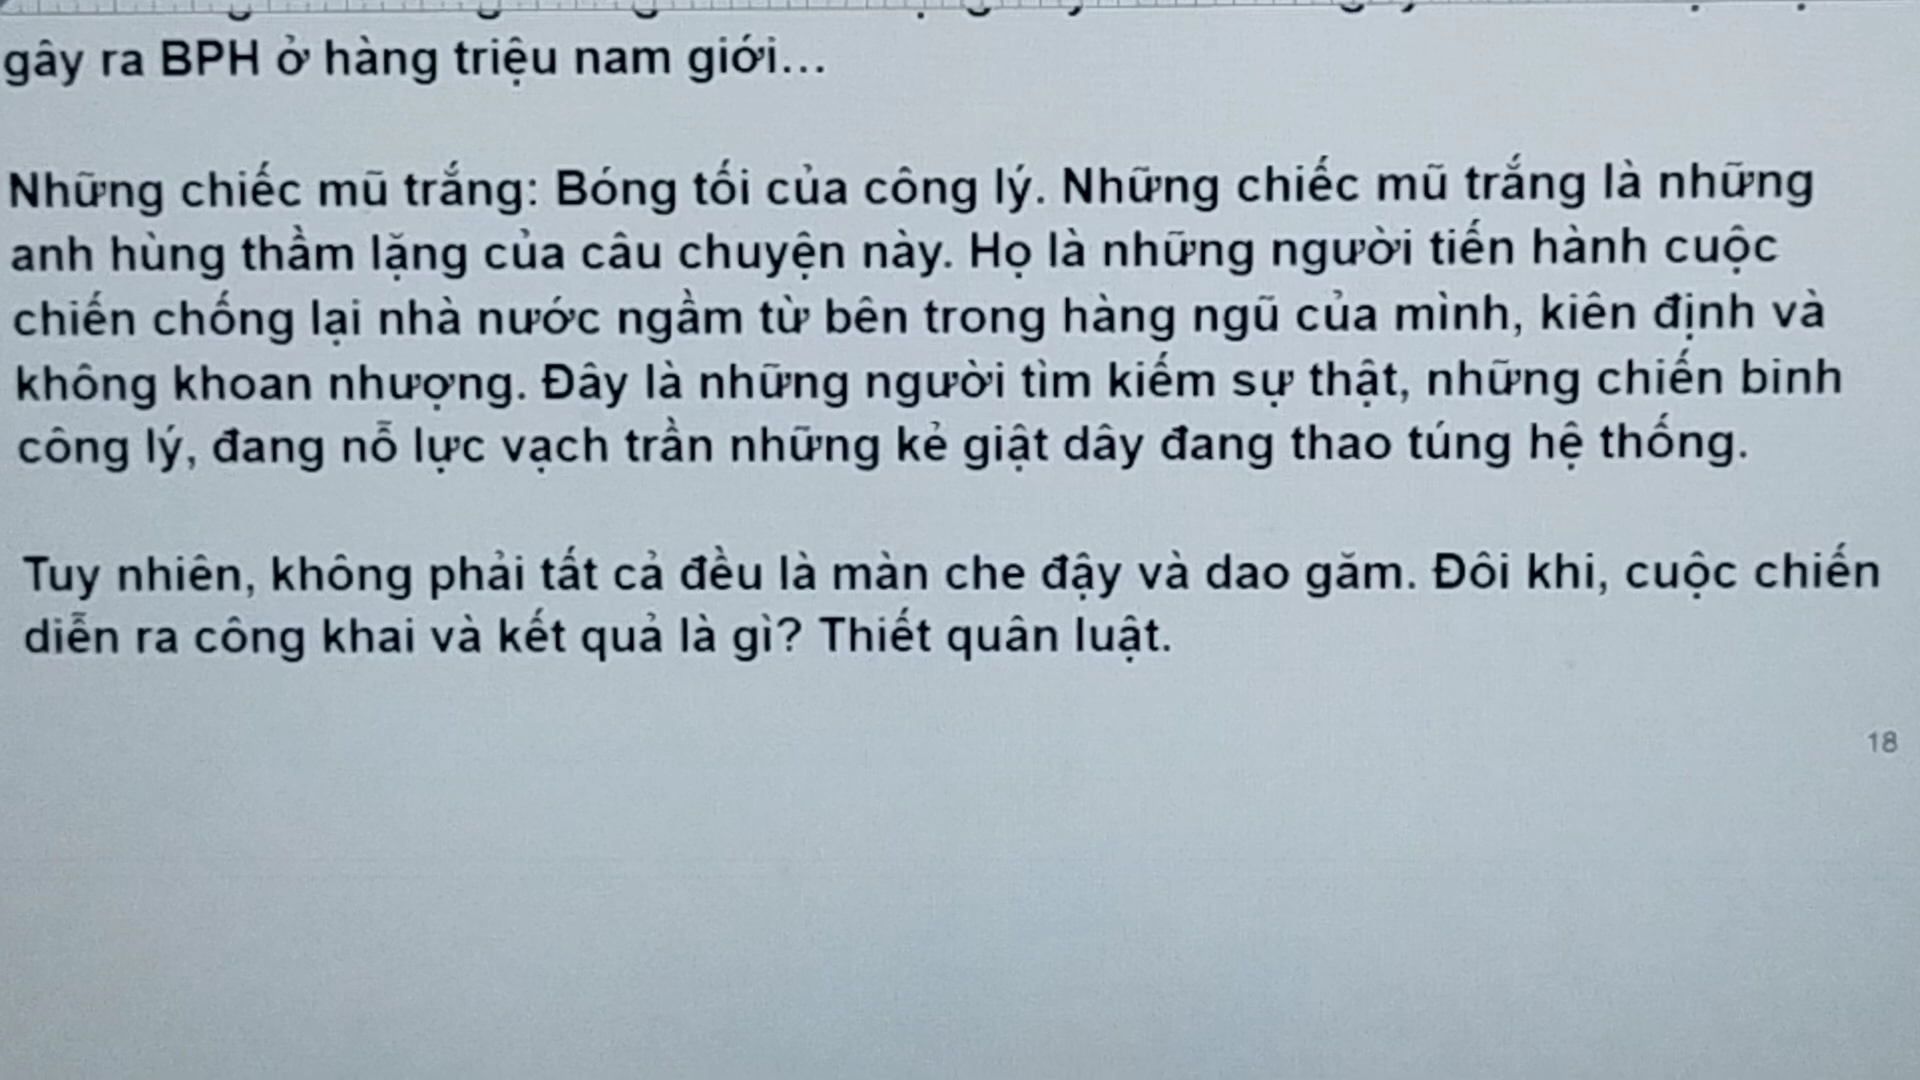 gây ra BPH ở hàng triệu nam giới...
Những chiếc mũ trắng: Bóng tối của công lý. Những chiếc mũ trắng là những
anh hùng thầm lặng của câu chuyện này. Họ là những người tiến hành cuộc
chiến chống lại nhà nước ngầm từ bên trong hàng ngũ của mình, kiên định và
không khoan nhượng. Đây là những người tìm kiếm sự thật, những chiến binh
công lý, đang nỗ lực vạch trần những kẻ giật dây đang thao túng hệ thống.
Tuy nhiên, không phải tất cả đều là màn che đậy và dao găm. Đôi khi, cuộc chiến
diễn ra công khai và kết quả là gì? Thiết quân luật.
18